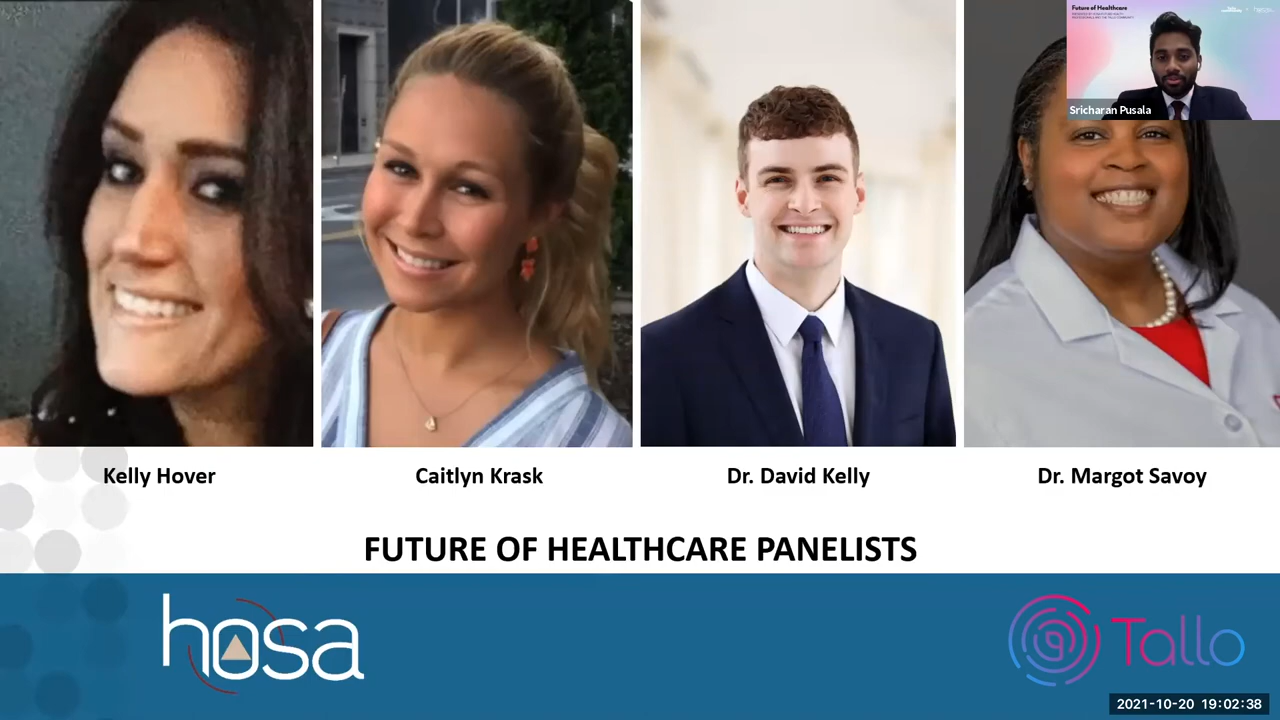 Future of Healthcare
Sricharan Pusala
Kelly Hover
Caitlyn Krask
Dr. David Kelly
Dr. Margot Savoy
FUTURE OF HEALTHCARE PANELISTS
hosa
Tallo
2021-10-20 19:02:38